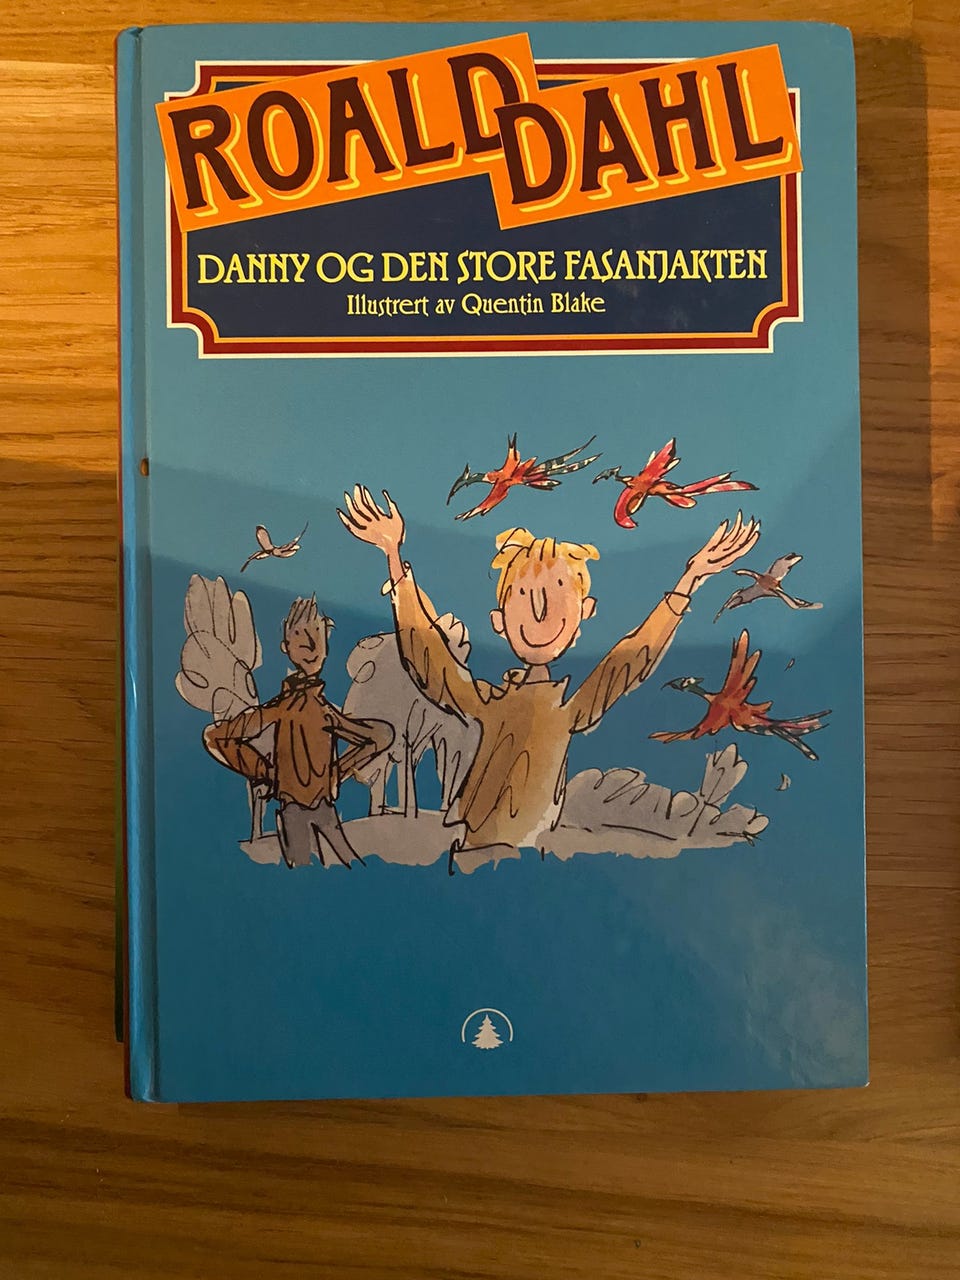 ROALD DAHL
DANNY OG DEN STORE FASANJAKTEN
Illustrert av Quentin Blake